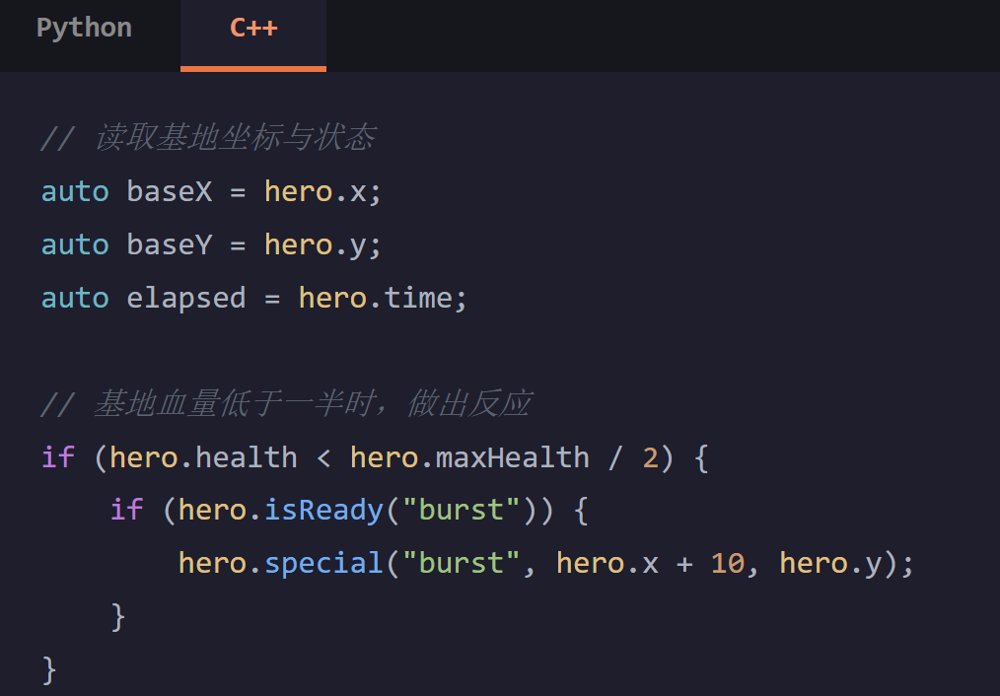 Python C++
// 读取基地坐标与状态
auto baseX = hero.x;
auto baseY = hero.y;
auto elapsed = hero.time;
// 基地血量低于一半时，做出反应
if (hero.health < hero.maxHealth / 2) {
    if (hero.isReady("burst")) {
        hero.special("burst", hero.x + 10, hero.y);
    }
}